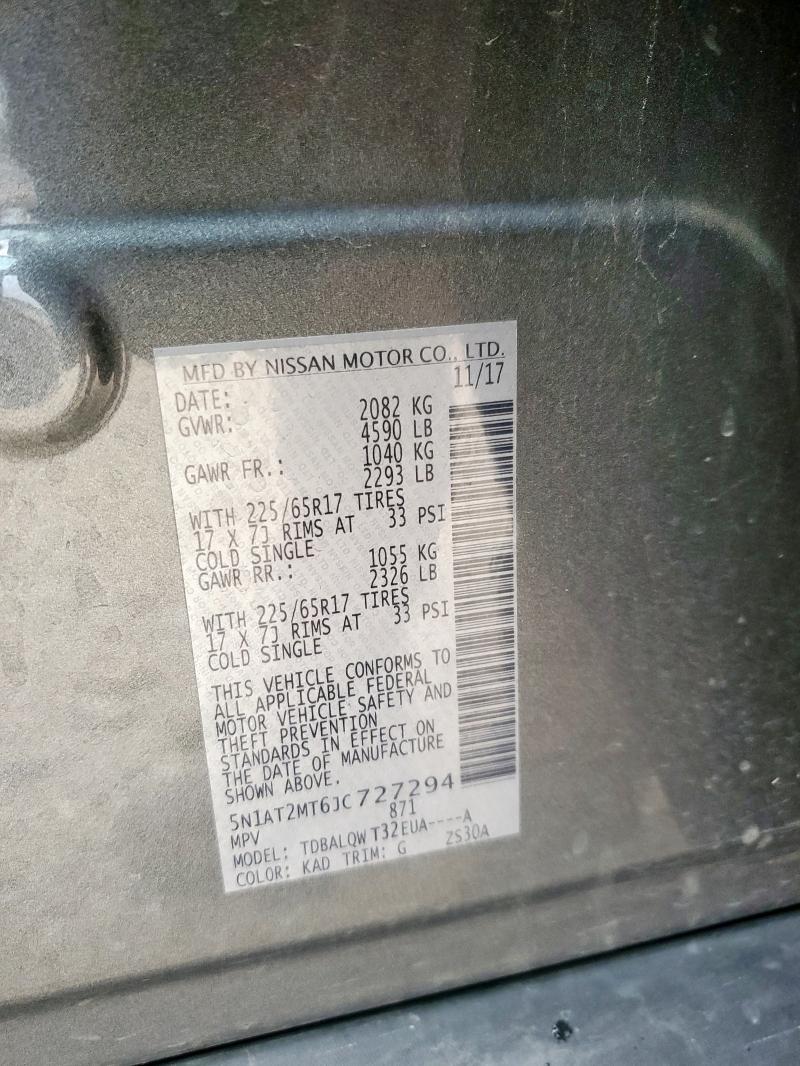 MFD BY NISSAN MOTOR CO., LTD.
DATE: 11/17
GVWR: 2082 KG
4590 LB
GAWR FR.: 1040 KG
2293 LB
WITH 225/65R17 TIRES
17 X 7J RIMS AT 33 PSI
COLD SINGLE
GAWR RR.: 1055 KG
2326 LB
WITH 225/65R17 TIRES
17 X 7J RIMS AT 33 PSI
COLD SINGLE
THIS VEHICLE CONFORMS TO
ALL APPLICABLE FEDERAL
MOTOR VEHICLE SAFETY AND
THEFT PREVENTION
STANDARDS IN EFFECT ON
THE DATE OF MANUFACTURE
SHOWN ABOVE.
5N1AT2MT6JC727294
MPV 871
MODEL: TDBALQWT32EUA----A
COLOR: KAD TRIM: G ZS30A